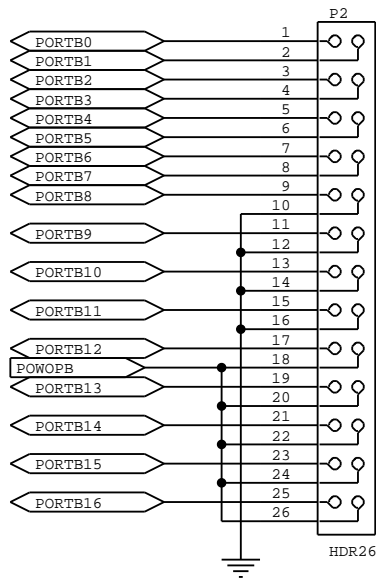 P2
PORTB0 1
PORTB1 2
PORTB2 3
PORTB3 4
PORTB4 5
PORTB5 6
PORTB6 7
PORTB7 8
PORTB8 9
10
PORTB9 11
12
PORTB10 13
14
PORTB11 15
16
PORTB12 17
POWOPB 18
PORTB13 19
20
PORTB14 21
22
PORTB15 23
24
PORTB16 25
26
HDR26